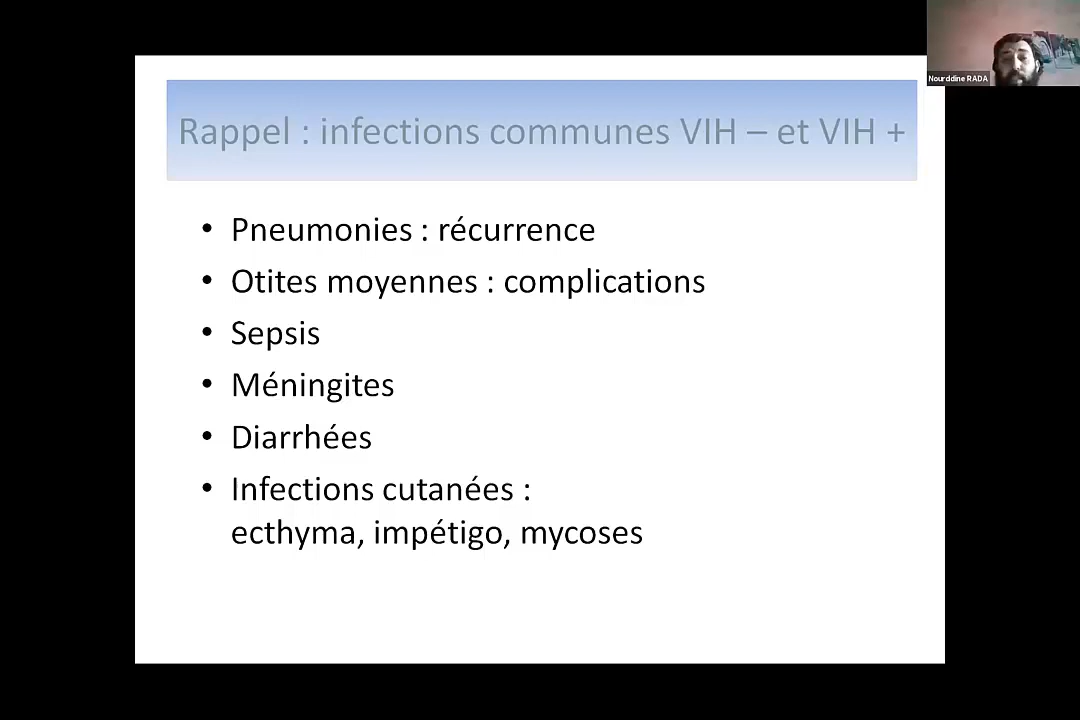 Nourddine RADA
Rappel : infections communes VIH – et VIH +
• Pneumonies : récurrence
• Otites moyennes : complications
• Sepsis
• Méningites
• Diarrhées
• Infections cutanées :
ecthyma, impétigo, mycoses